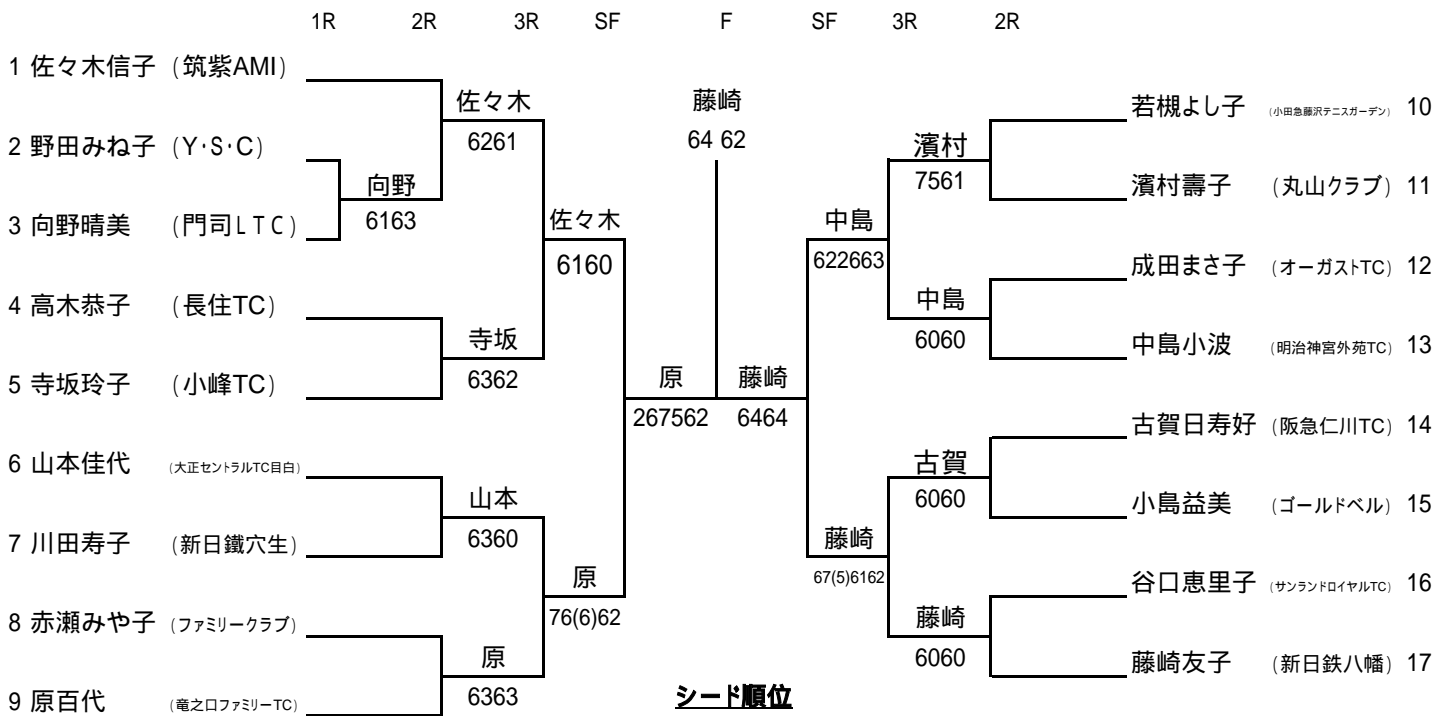 1R 2R 3R SF F SF 3R 2R
1 佐々木信子 (筑紫AMI)
佐々木
6261
2 野田みね子 (Y・S・C)
向野
6163
3 向野晴美 (門司LTC)
佐々木
6160
4 高木恭子 (長住TC)
寺坂
6362
5 寺坂玲子 (小峰TC)
原
267562
6 山本佳代 (大正セントラルTC目白)
山本
6360
7 川田寿子 (新日鐵穴生)
原
76(6)62
8 赤瀬みや子 (ファミリークラブ)
原
6363
9 原百代 (竜之口ファミリーTC)
藤崎
64 62
藤崎
6464
若槻よし子 (小田急藤沢テニスガーデン) 10
濱村
7561
濱村壽子 (丸山クラブ) 11
中島
622663
成田まさ子 (オーガストTC) 12
中島
6060
中島小波 (明治神宮外苑TC) 13
古賀日寿好 (阪急仁川TC) 14
古賀
6060
小島益美 (ゴールドベル) 15
藤崎
67(5)6162
谷口恵里子 (サンランドロイヤルTC) 16
藤崎
6060
藤崎友子 (新日鉄八幡) 17
シード順位